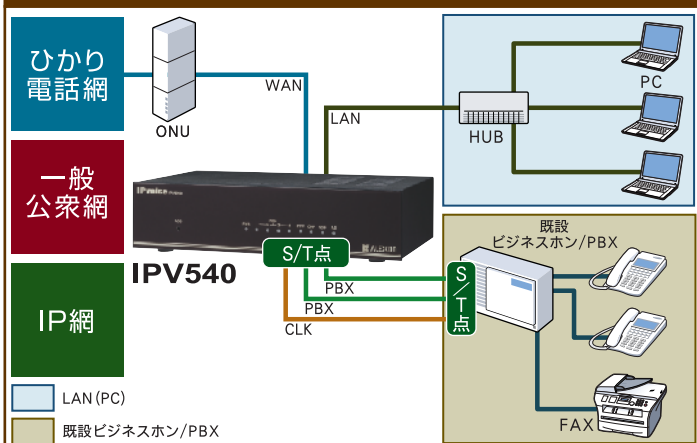 ひかり
電話網
ONU
WAN
LAN
HUB
PC
一般
公衆網
IPvoice
ALEXON
S/T点
IPV540
IP網
PBX
PBX
CLK
S/T点
既設
ビジネスホン/PBX
FAX
LAN(PC)
既設ビジネスホン/PBX